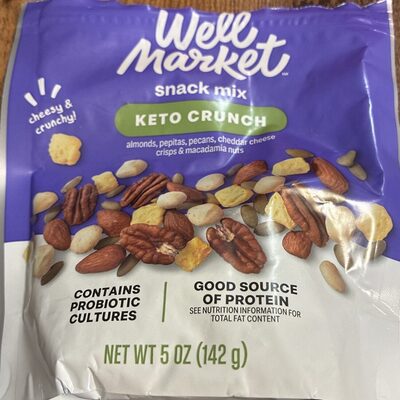 Well
Market
snack mix
KETO CRUNCH
almonds, pepitas, pecans, cheddar cheese
crisps & macadamia nuts
cheesy &
crunchy!
CONTAINS
PROBIOTIC
CULTURES
GOOD SOURCE
OF PROTEIN
SEE NUTRITION INFORMATION FOR
TOTAL FAT CONTENT
NET WT 5 OZ (142 g)